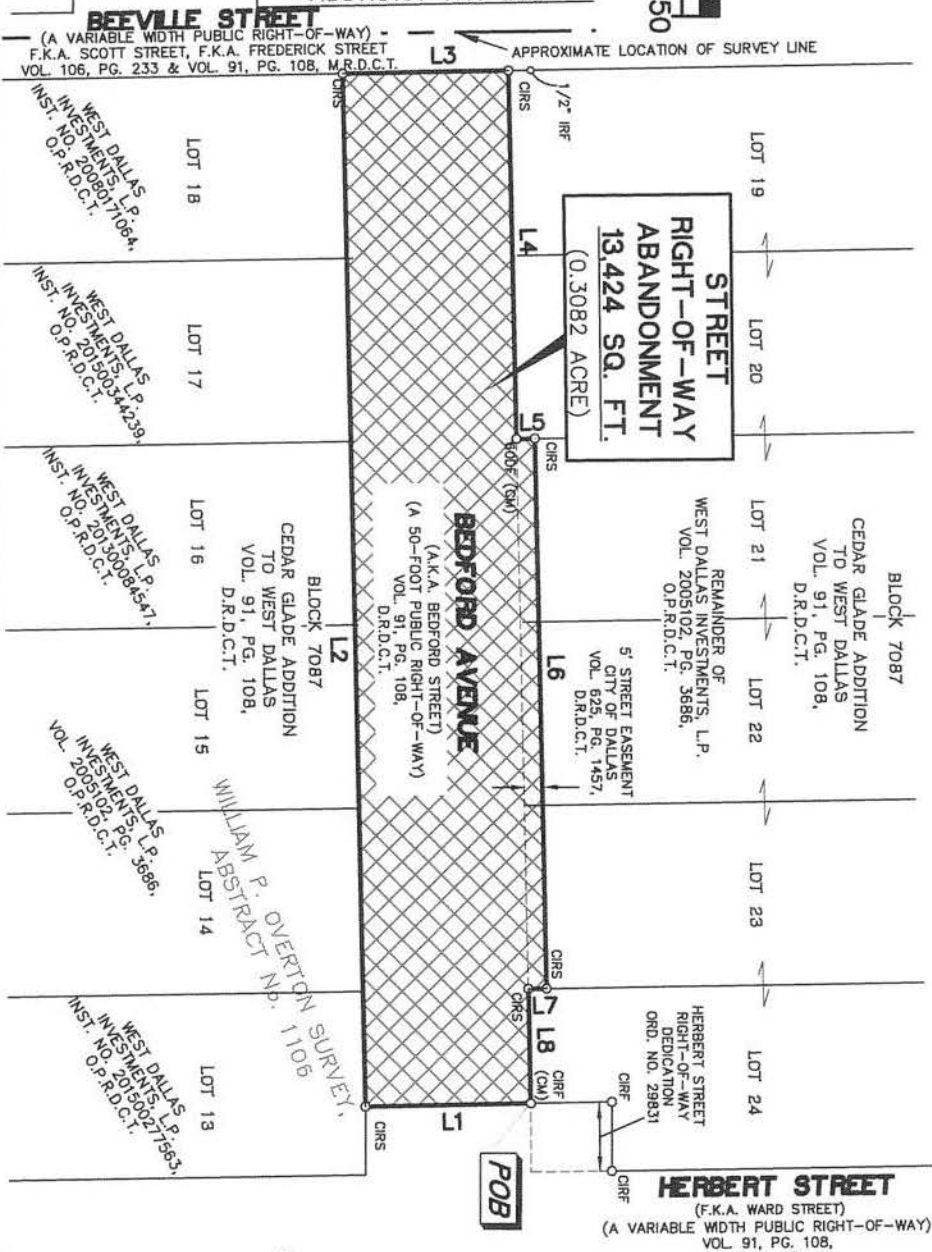 50
BEEVILLE STREET
(A VARIABLE WIDTH PUBLIC RIGHT-OF-WAY)
F.K.A. SCOTT STREET, F.K.A. FREDERICK STREET
VOL. 106, PG. 233 & VOL. 91, PG. 108, M.R.D.C.T.
L3
APPROXIMATE LOCATION OF SURVEY LINE
CIRS
CIRS
1/2" IRF
LOT 19
LOT 18
WEST DALLAS
INVESTMENTS, L.P.
INST. NO. 20080171064,
O.P.R.D.C.T.
STREET
RIGHT-OF-WAY
ABANDONMENT
13,424 SQ. FT.
(0.3082 ACRE)
L4
LOT 20
LOT 17
WEST DALLAS
INVESTMENTS, L.P.
INST. NO. 201500344239,
O.P.R.D.C.T.
L5
CIRS
(CM)
LOT 21
LOT 16
WEST DALLAS
INVESTMENTS, L.P.
INST. NO. 201300084547,
O.P.R.D.C.T.
BLOCK 7087
CEDAR GLADE ADDITION
TO WEST DALLAS
VOL. 91, PG. 108,
D.R.D.C.T.
REMAINDER OF
WEST DALLAS INVESTMENTS, L.P.
VOL. 2005102, PG. 3686,
O.P.R.D.C.T.
BEDFORD AVENUE
(A.K.A. BEDFORD STREET)
(A 50-FOOT PUBLIC RIGHT-OF-WAY)
VOL. 91, PG. 108,
D.R.D.C.T.
BLOCK 7087
CEDAR GLADE ADDITION
TO WEST DALLAS
VOL. 91, PG. 108,
D.R.D.C.T.
L2
L6
5' STREET EASEMENT
CITY OF DALLAS
VOL. 625, PG. 1457,
D.R.D.C.T.
LOT 22
LOT 15
WEST DALLAS
INVESTMENTS, L.P.
VOL. 2005102, PG. 3686,
O.P.R.D.C.T.
WILLIAM P. OVERTON SURVEY,
ABSTRACT No. 1106
LOT 23
LOT 14
CIRS
L7
CIRS
L8
CIRF
(CM)
HERBERT STREET
RIGHT-OF-WAY
DEDICATION
ORD. NO. 29831
LOT 24
LOT 13
WEST DALLAS
INVESTMENTS, L.P.
INST. NO. 201500277563,
O.P.R.D.C.T.
L1
CIRS
CIRF
CIRF
POB
HERBERT STREET
(F.K.A. WARD STREET)
(A VARIABLE WIDTH PUBLIC RIGHT-OF-WAY)
VOL. 91, PG. 108,